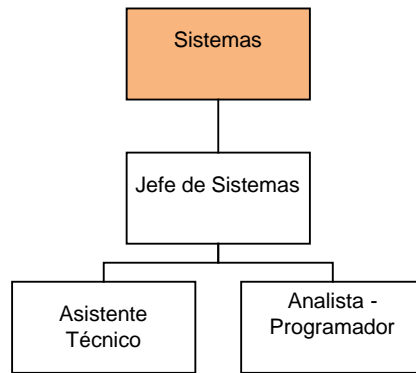 Sistemas
Jefe de Sistemas
Asistente
Técnico
Analista -
Programador